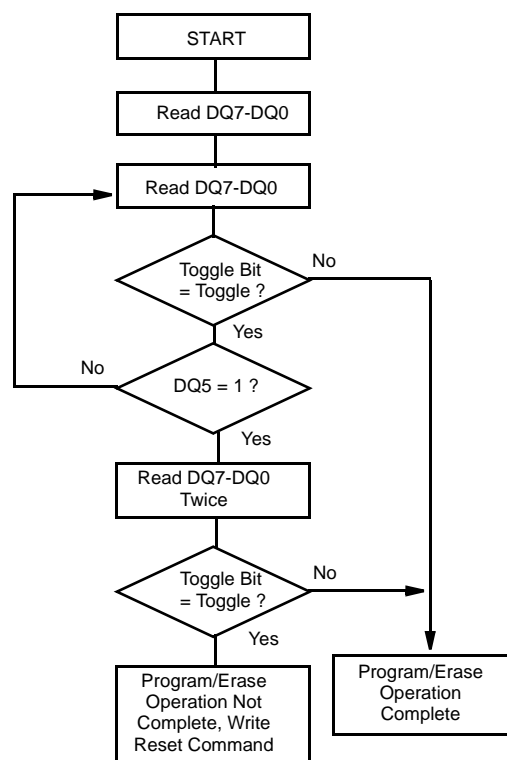 START
Read DQ7-DQ0
Read DQ7-DQ0
Toggle Bit
= Toggle ?
No
Yes
No
DQ5 = 1 ?
Yes
Read DQ7-DQ0
Twice
Toggle Bit
= Toggle ?
No
Yes
Program/Erase
Operation Not
Complete, Write
Reset Command
Program/Erase
Operation
Complete